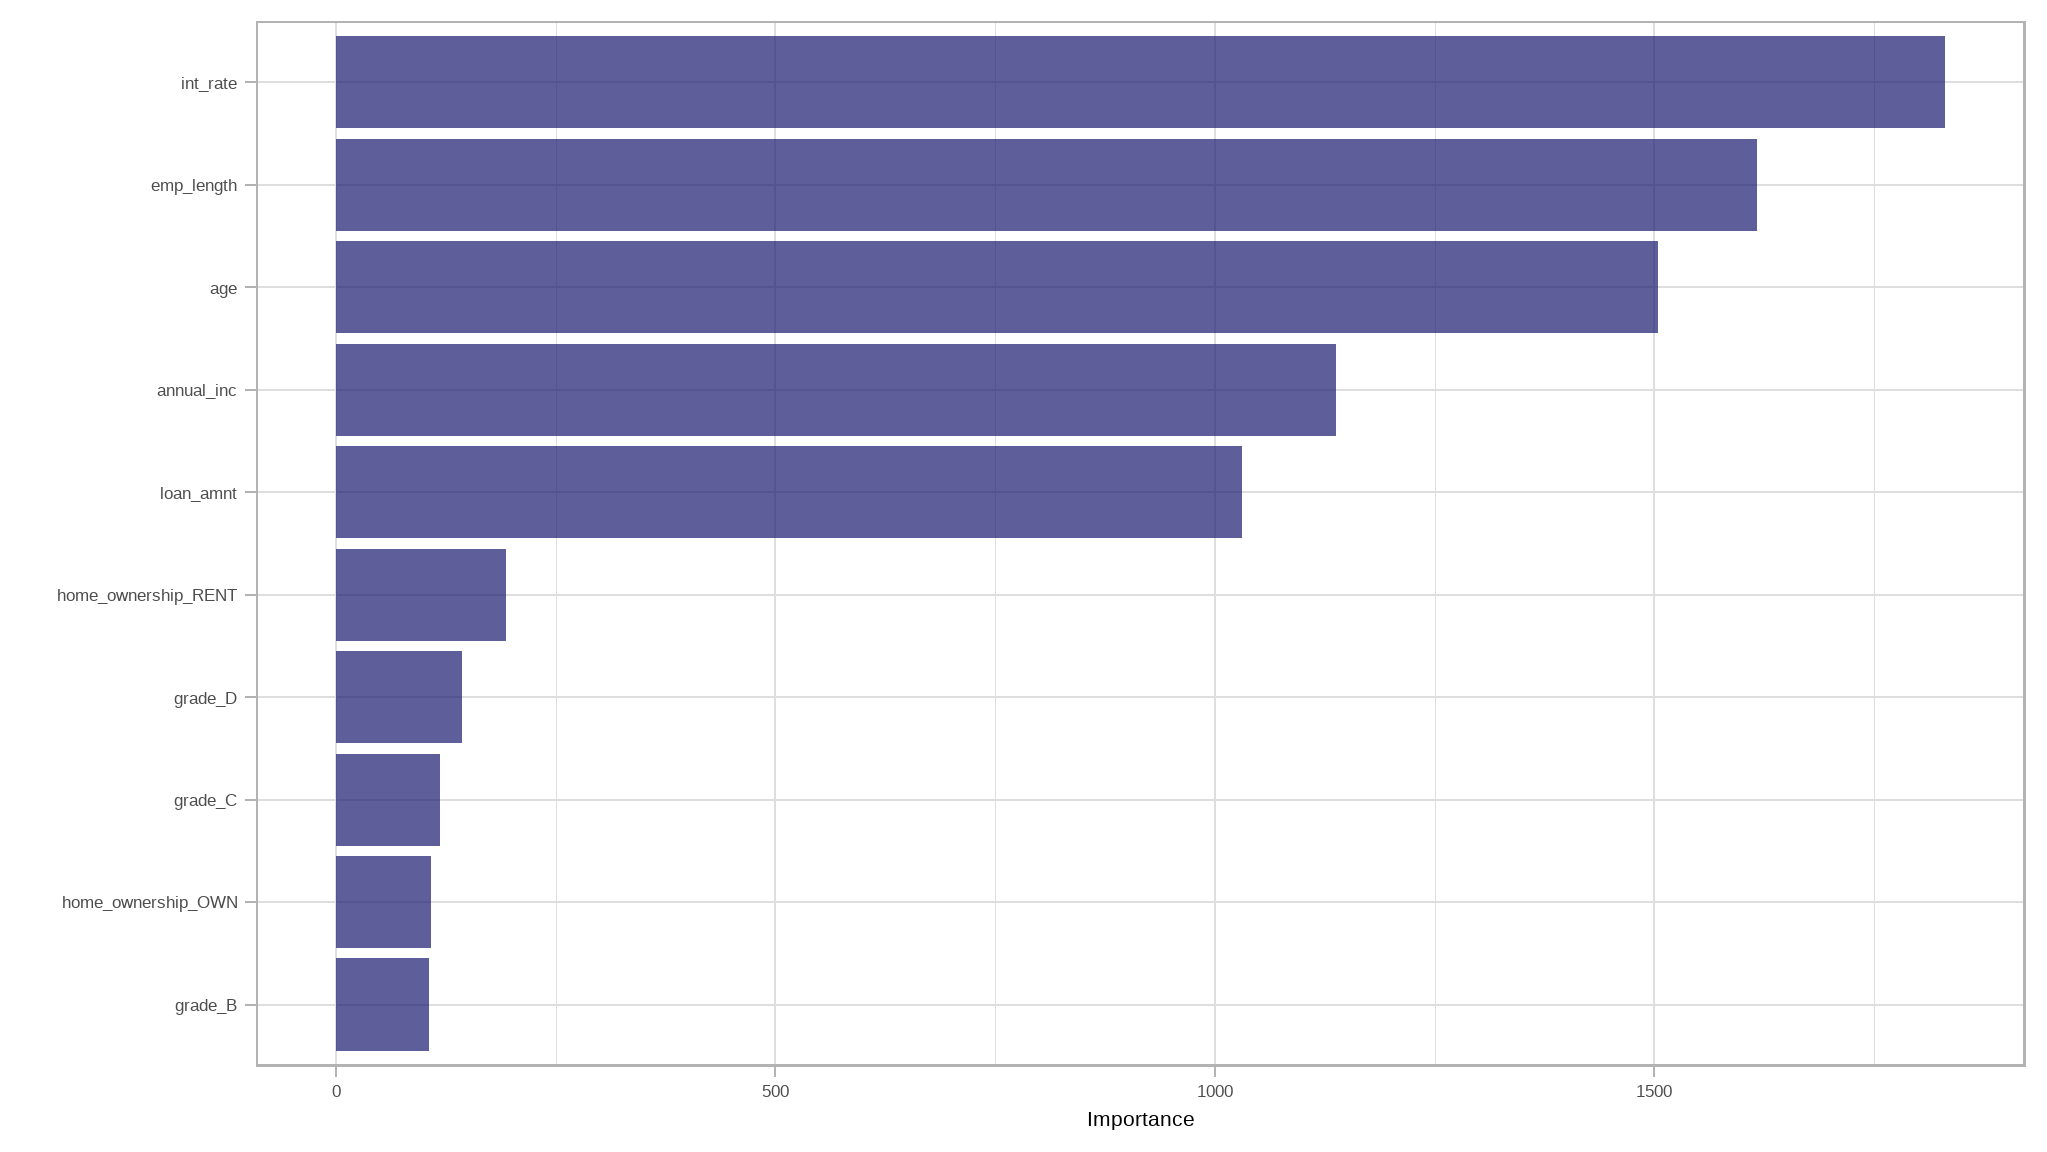 int_rate
emp_length
age
annual_inc
loan_amnt
home_ownership_RENT
grade_D
grade_C
home_ownership_OWN
grade_B
0 500 1000 1500
Importance